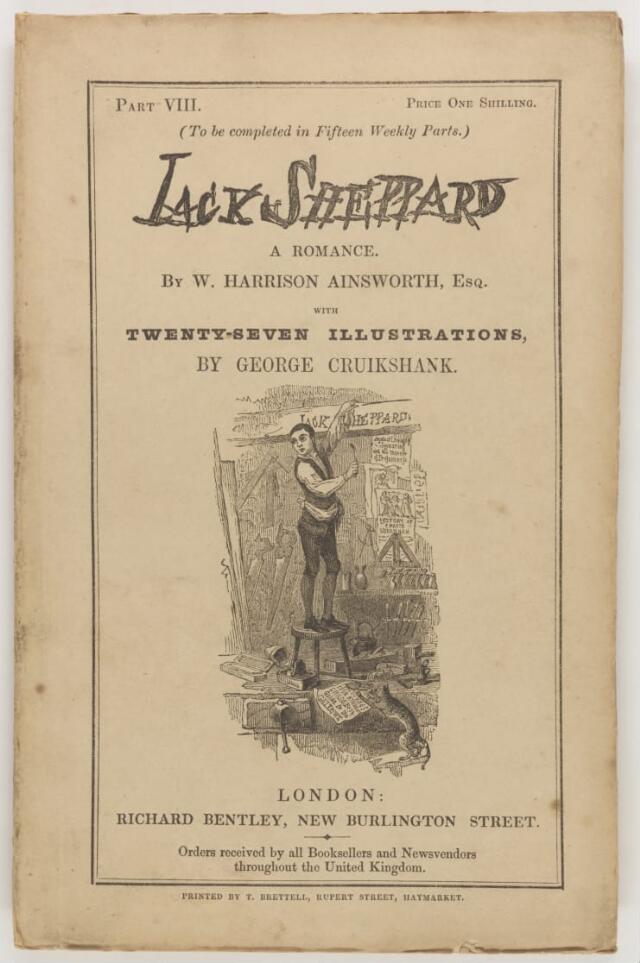 PART VIII.
PRICE ONE SHILLING.
(To be completed in Fifteen Weekly Parts.)
JACK SHEPPARD
A ROMANCE.
BY W. HARRISON AINSWORTH, ESQ.
WITH
TWENTY-SEVEN ILLUSTRATIONS,
BY GEORGE CRUIKSHANK.
JACK SHEPPARD.
LONDON:
RICHARD BENTLEY, NEW BURLINGTON STREET.
Orders received by all Booksellers and Newsvendors
throughout the United Kingdom.
PRINTED BY T. BRETTELL, RUPERT STREET, HAYMARKET.